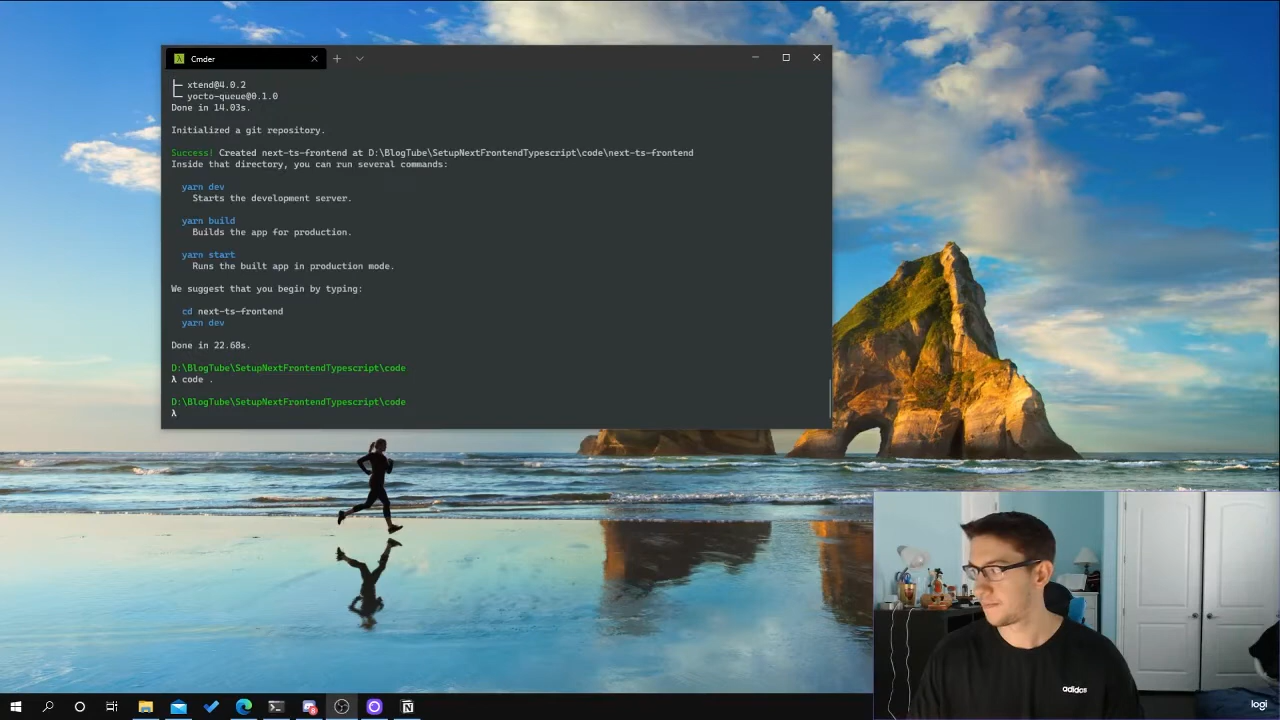 Cmder
xtend@4.0.2
yocto-queue@0.1.0
Done in 14.03s.
Initialized a git repository.
Success! Created next-ts-frontend at D:\BlogTube\SetupNextFrontendTypescript\code\next-ts-frontend
Inside that directory, you can run several commands:
yarn dev
Starts the development server.
yarn build
Builds the app for production.
yarn start
Runs the built app in production mode.
We suggest that you begin by typing:
cd next-ts-frontend
yarn dev
Done in 22.68s.
D:\BlogTube\SetupNextFrontendTypescript\code
λ code .
D:\BlogTube\SetupNextFrontendTypescript\code
λ
adidas
logi